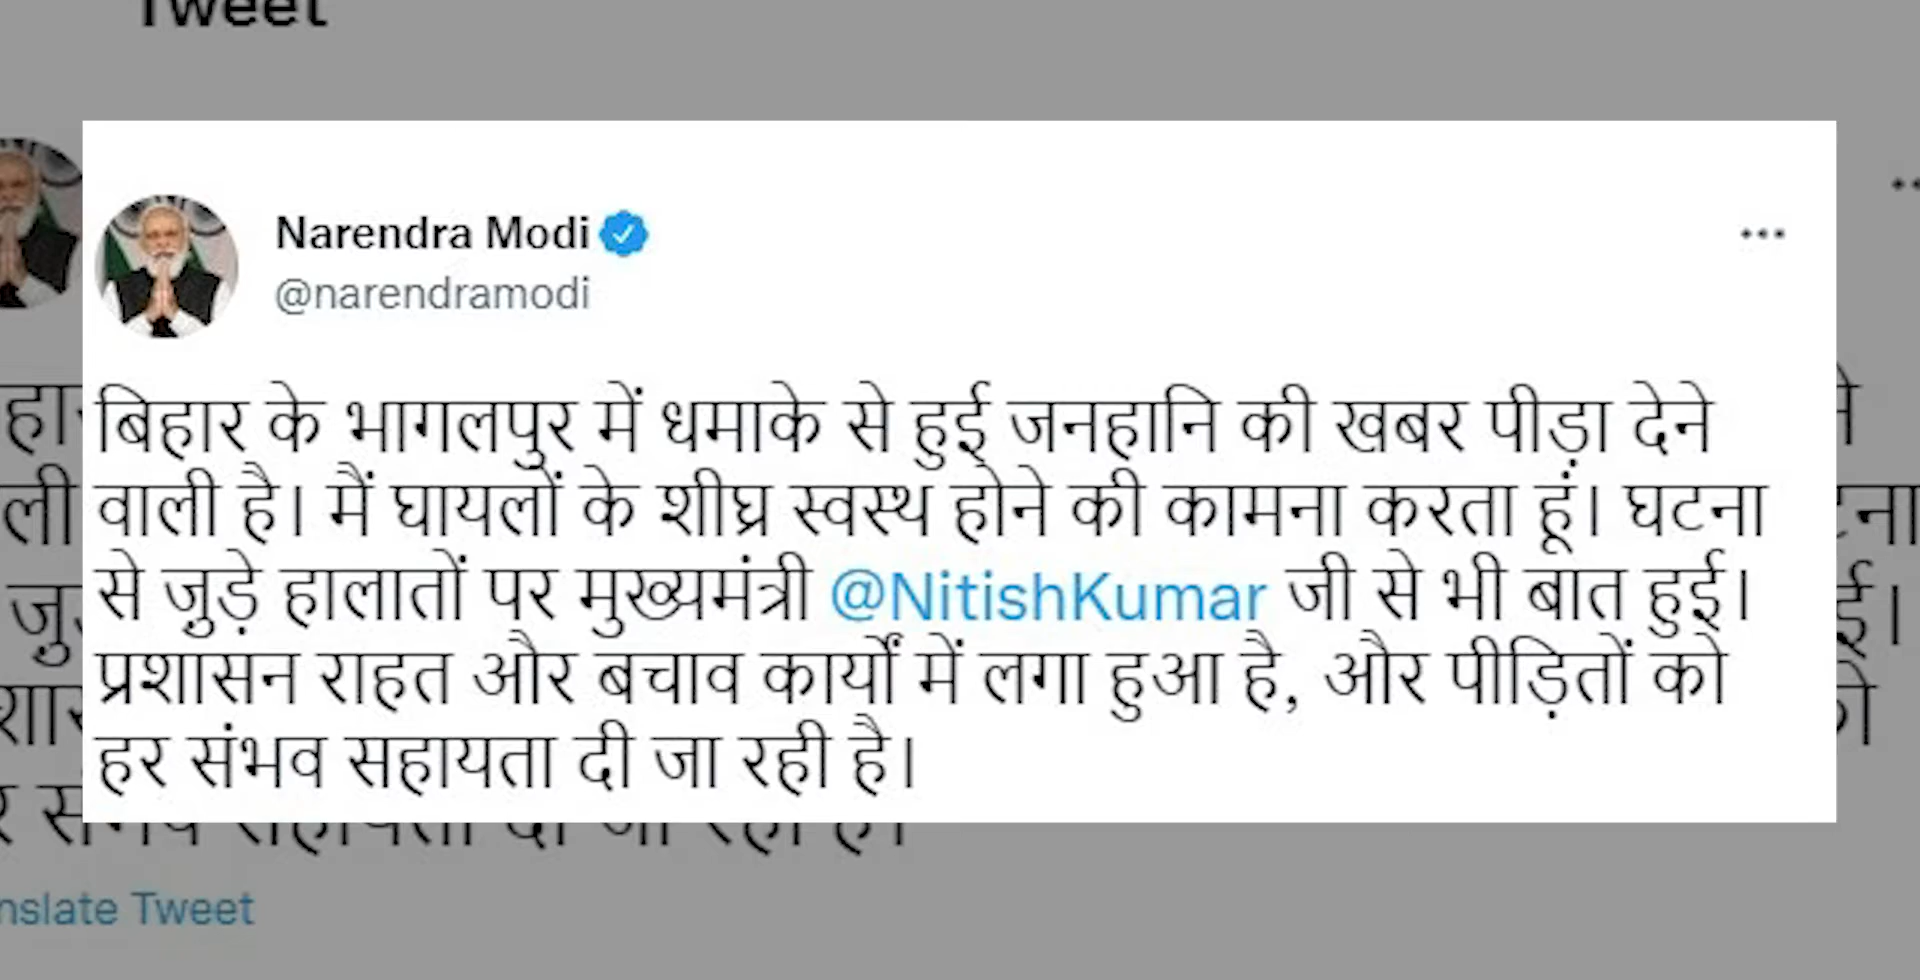 Tweet
Narendra Modi
@narendramodi
बिहार के भागलपुर में धमाके से हुई जनहानि की खबर पीड़ा देने
वाली है। मैं घायलों के शीघ्र स्वस्थ होने की कामना करता हूं। घटना
से जुड़े हालातों पर मुख्यमंत्री @NitishKumar जी से भी बात हुई।
प्रशासन राहत और बचाव कार्यों में लगा हुआ है, और पीड़ितों को
हर संभव सहायता दी जा रही है।
Tweet